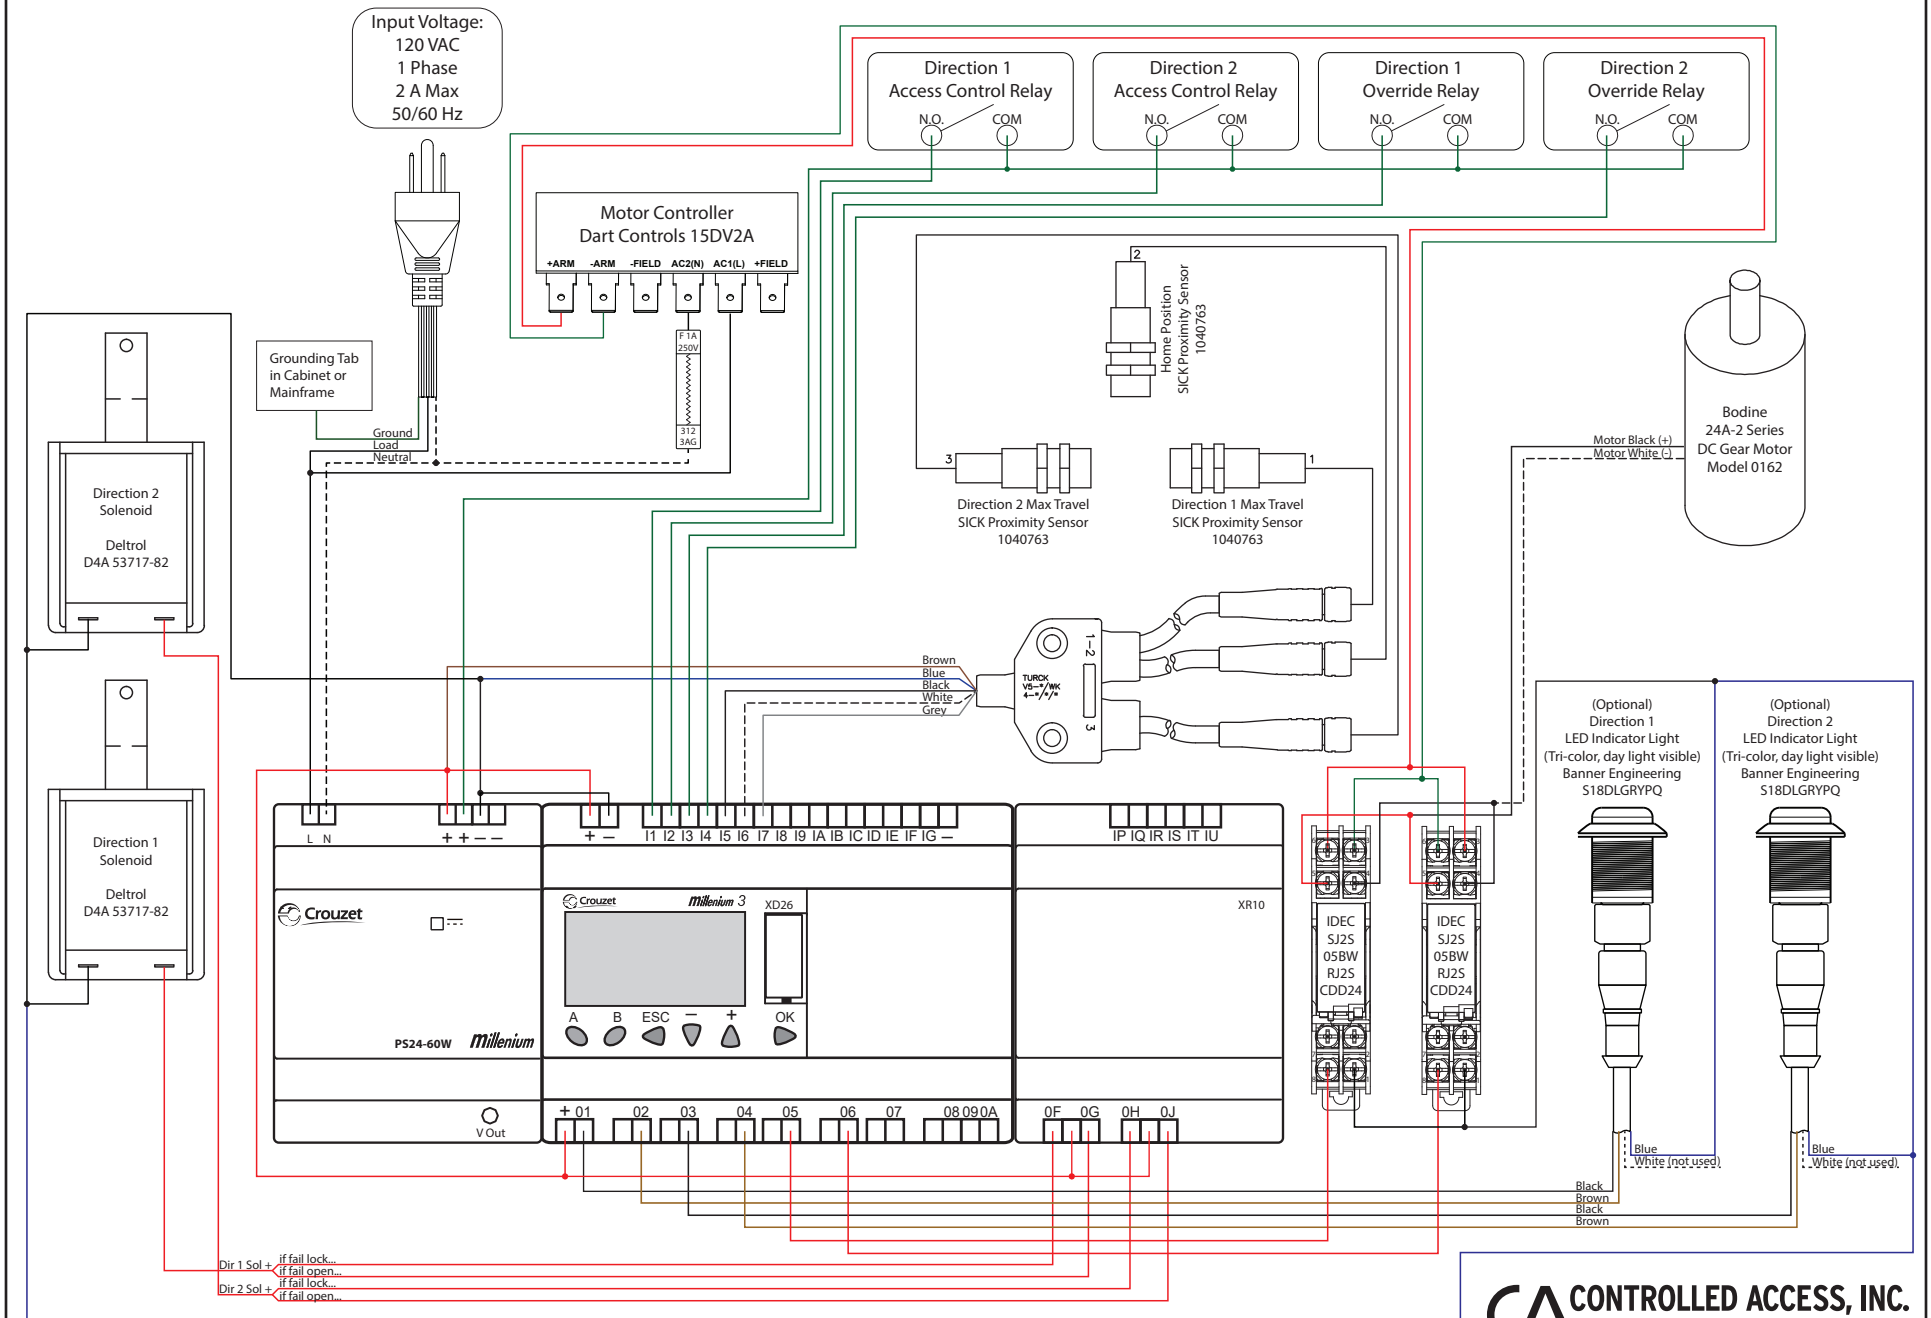 Input Voltage:
120 VAC
1 Phase
2 A Max
50/60 Hz
Direction 1
Access Control Relay
N.O. COM
Direction 2
Access Control Relay
N.O. COM
Direction 1
Override Relay
N.O. COM
Direction 2
Override Relay
N.O. COM
Motor Controller
Dart Controls 15DV2A
+ARM -ARM -FIELD AC2(N) AC1(L) +FIELD
F 1A
250V
312
3AG
Grounding Tab
in Cabinet or
Mainframe
Ground
Load
Neutral
2
Home Position
SICK Proximity Sensor
1040763
3
Direction 2 Max Travel
SICK Proximity Sensor
1040763
1
Direction 1 Max Travel
SICK Proximity Sensor
1040763
Bodine
24A-2 Series
DC Gear Motor
Model 0162
Motor Black (+)
Motor White (-)
Direction 2
Solenoid
Deltrol
D4A 53717-82
Direction 1
Solenoid
Deltrol
D4A 53717-82
Brown
Blue
Black
White
Grey
TURCK
V5-*/WK
4-*/*/*
1-2
3
(Optional)
Direction 1
LED Indicator Light
(Tri-color, day light visible)
Banner Engineering
S18DLGRYPQ
(Optional)
Direction 2
LED Indicator Light
(Tri-color, day light visible)
Banner Engineering
S18DLGRYPQ
L N
+ + — —
+ —
I1 I2 I3 I4 I5 I6 I7 I8 I9 IA IB IC ID IE IF IG —
IP IQ IR IS IT IU
Crouzet
PS24-60W Millenium
V Out
Crouzet Millenium 3 XD26
A B ESC — + OK
XR10
IDEC
SJ2S
05BW
RJ2S
CDD24
IDEC
SJ2S
05BW
RJ2S
CDD24
+ 01 02 03 04 05 06 07 08 09 0A
0F 0G 0H 0J
Blue
White (not used)
Blue
White (not used)
Black
Brown
Black
Brown
Dir 1 Sol +
if fail lock...
if fail open...
Dir 2 Sol +
if fail lock...
if fail open...
CA CONTROLLED ACCESS, INC.